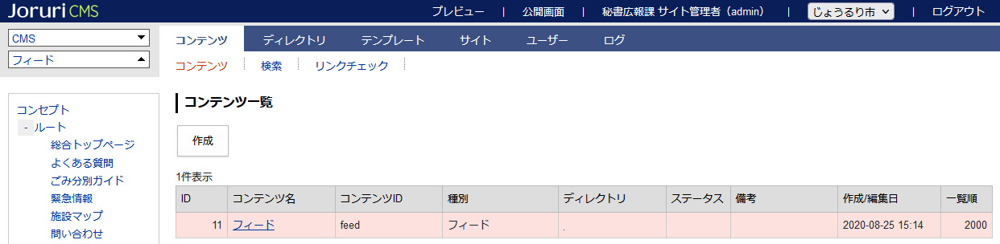 Joruri CMS プレビュー | 公開画面 | 秘書広報課 サイト管理者（admin） | じょうるり市 | ログアウト
CMS
フィード
コンテンツ ディレクトリ テンプレート サイト ユーザー ログ
コンテンツ 検索 リンクチェック
コンセプト
- ルート
総合トップページ
よくある質問
ごみ分別ガイド
緊急情報
施設マップ
問い合わせ
コンテンツ一覧
作成
1件表示
ID コンテンツ名 コンテンツID 種別 ディレクトリ ステータス 備考 作成/編集日 一覧順
11 フィード feed フィード 2020-08-25 15:14 2000